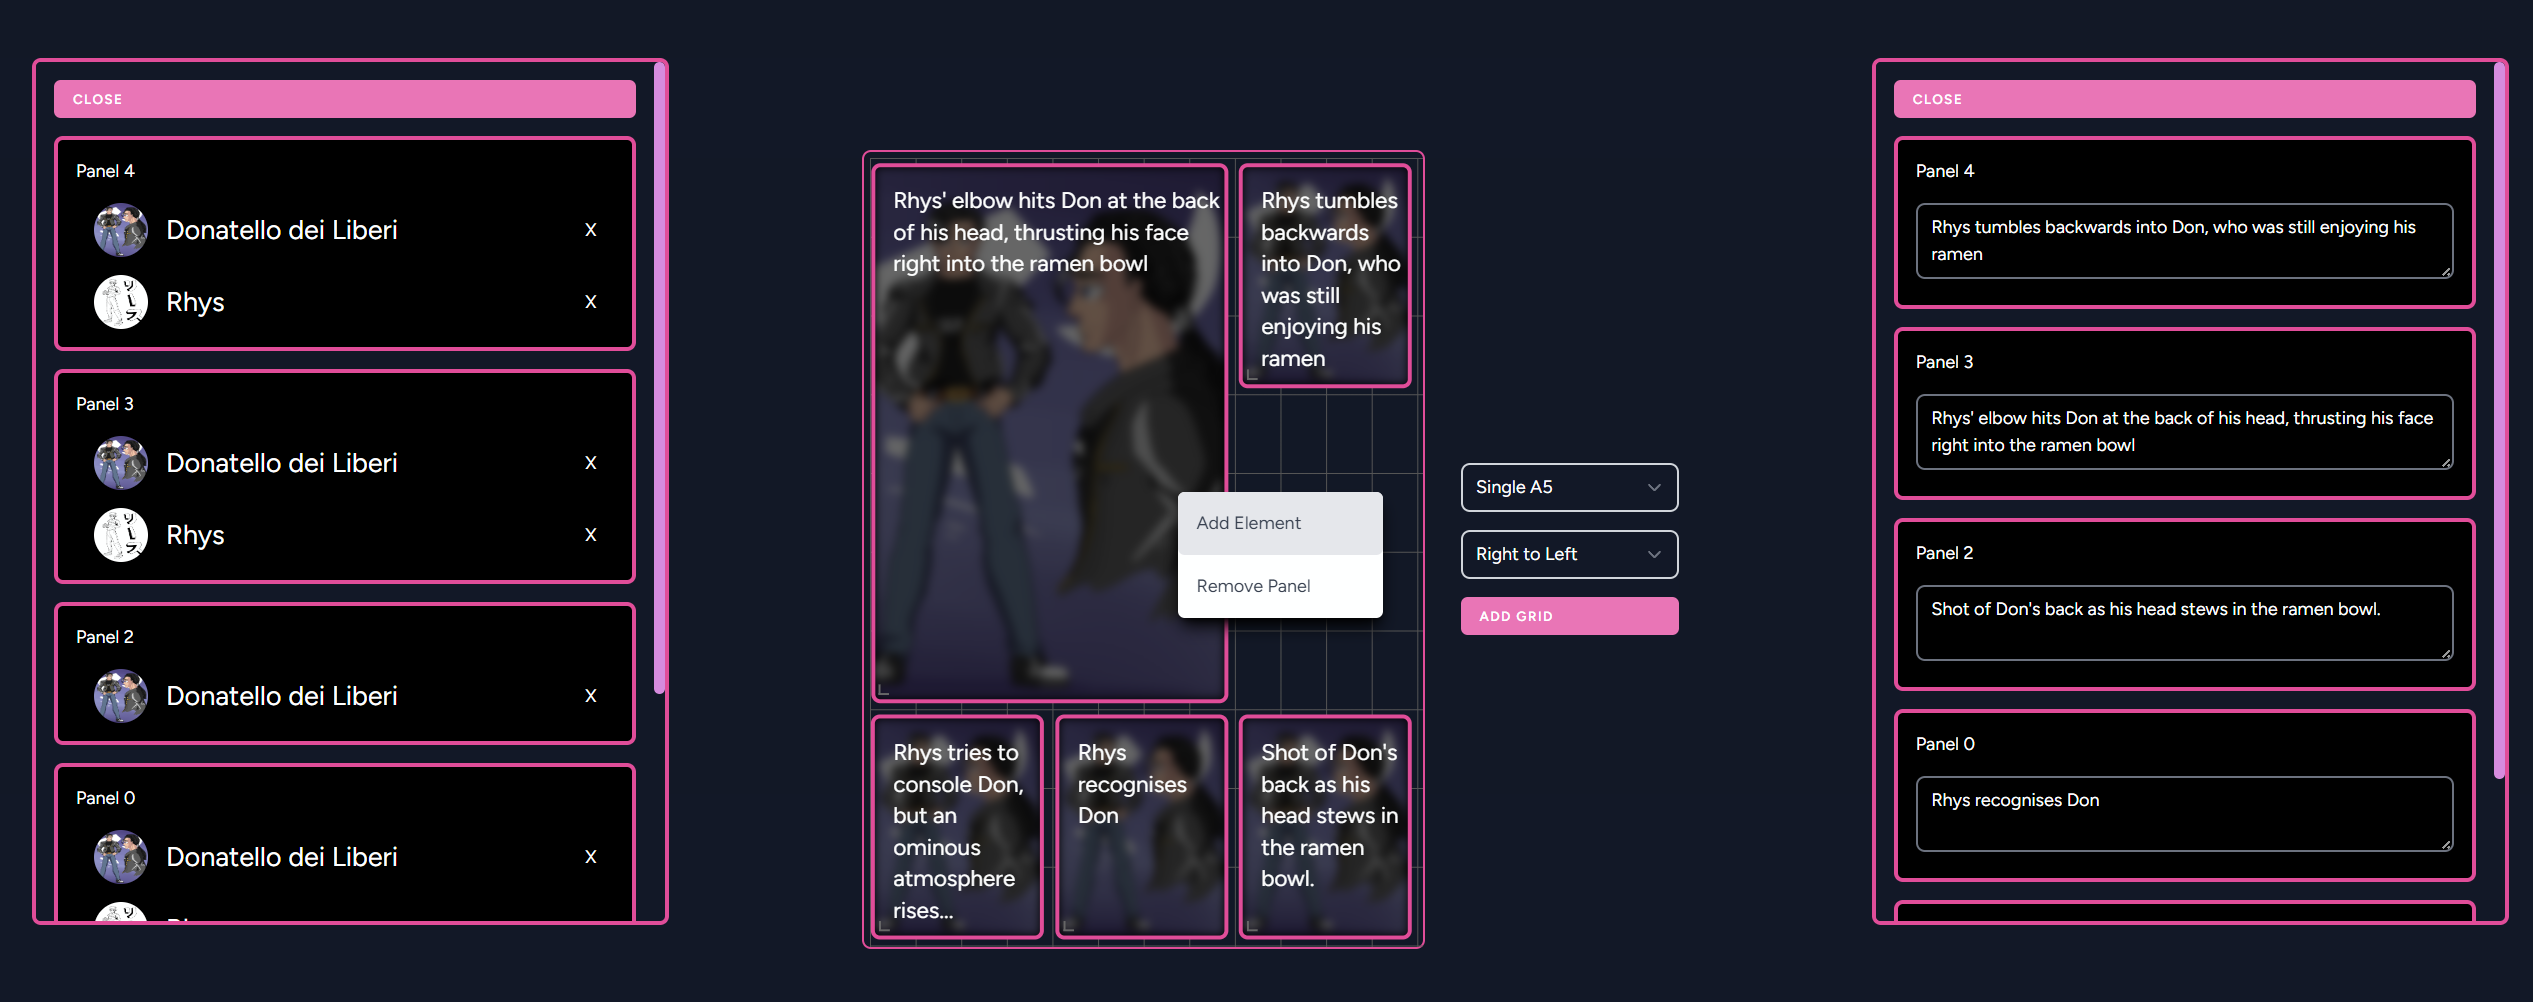 CLOSE
Panel 4
Donatello dei Liberi X
Rhys X
Panel 3
Donatello dei Liberi X
Rhys X
Panel 2
Donatello dei Liberi X
Panel 0
Donatello dei Liberi X
Rhys' elbow hits Don at the back
of his head, thrusting his face
right into the ramen bowl
Rhys tumbles
backwards
into Don, who
was still
enjoying his
ramen
Add Element
Remove Panel
Rhys tries to
console Don,
but an
ominous
atmosphere
rises...
Rhys
recognises
Don
Shot of Don's
back as his
head stews in
the ramen
bowl.
Single A5
Right to Left
ADD GRID
CLOSE
Panel 4
Rhys tumbles backwards into Don, who was still enjoying his
ramen
Panel 3
Rhys' elbow hits Don at the back of his head, thrusting his face
right into the ramen bowl
Panel 2
Shot of Don's back as his head stews in the ramen bowl.
Panel 0
Rhys recognises Don